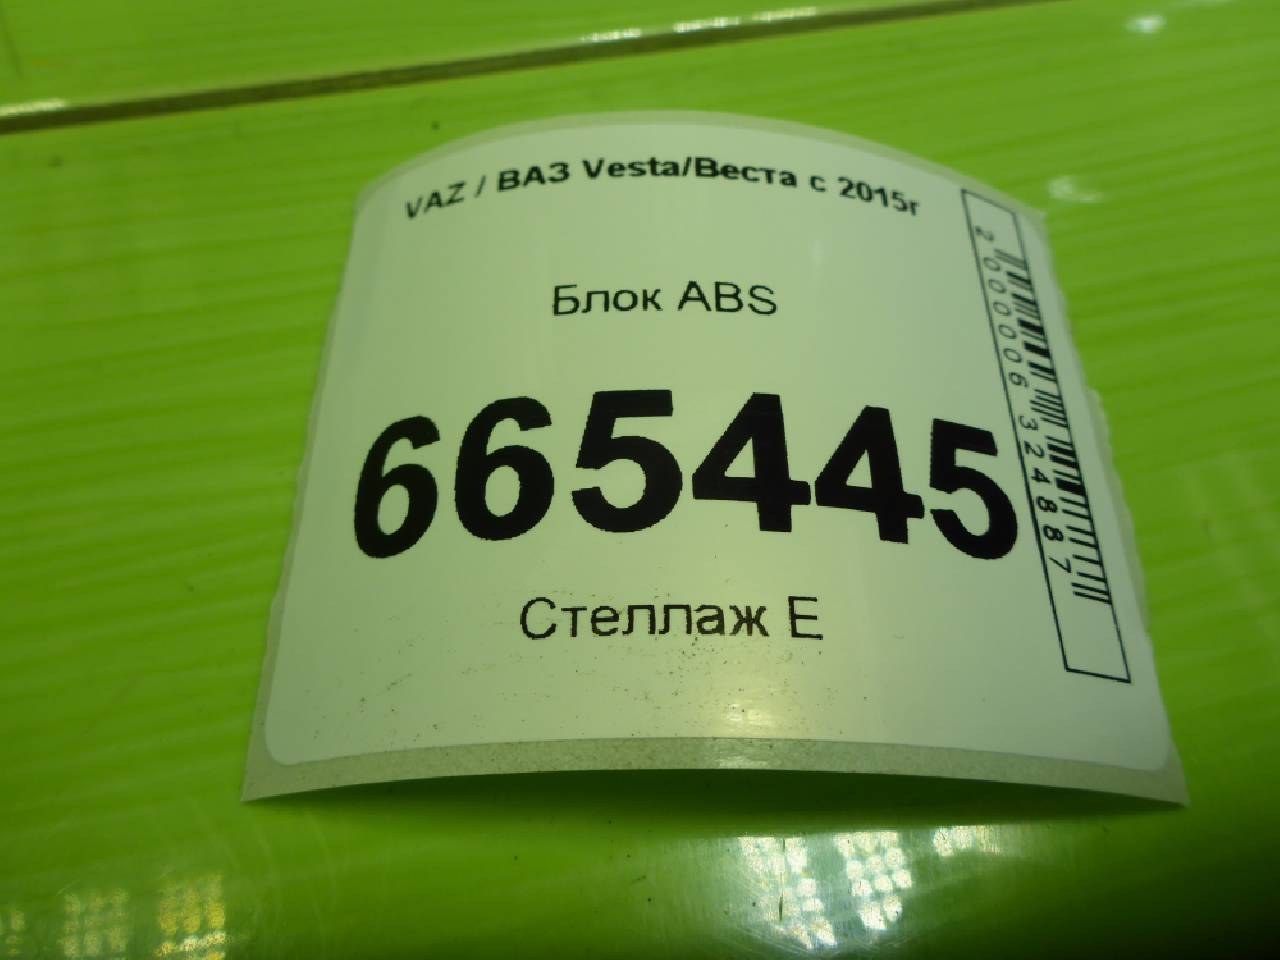 VAZ / ВАЗ Vesta/Веста с 2015г
Блок ABS
665445
Стеллаж Е
2000006324887